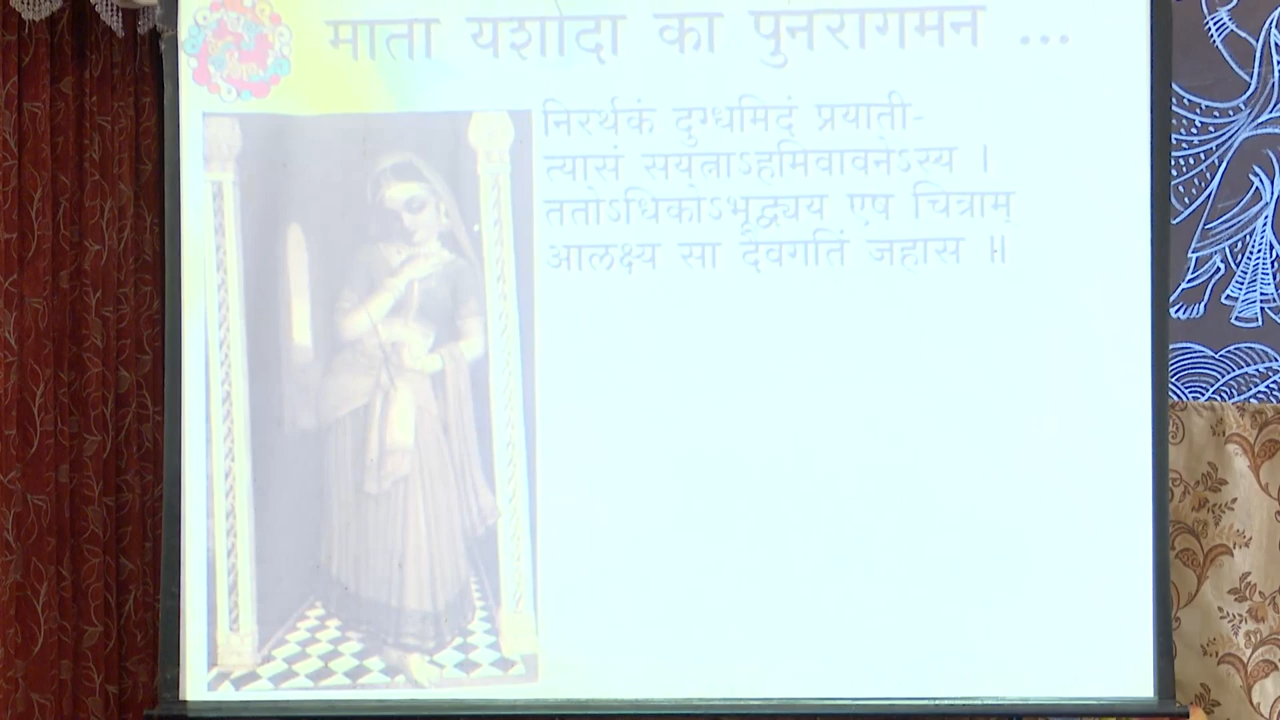 माता यशोदा का पुनरागमन ...
निरर्थकं दुग्धमिदं प्रयाती-
त्यासं सयत्नाऽहमिवावनेऽस्य ।
ततोऽधिकोऽभूद्व्यय एष चित्राम्
आलक्ष्य सा दैवगतिं जहास ॥